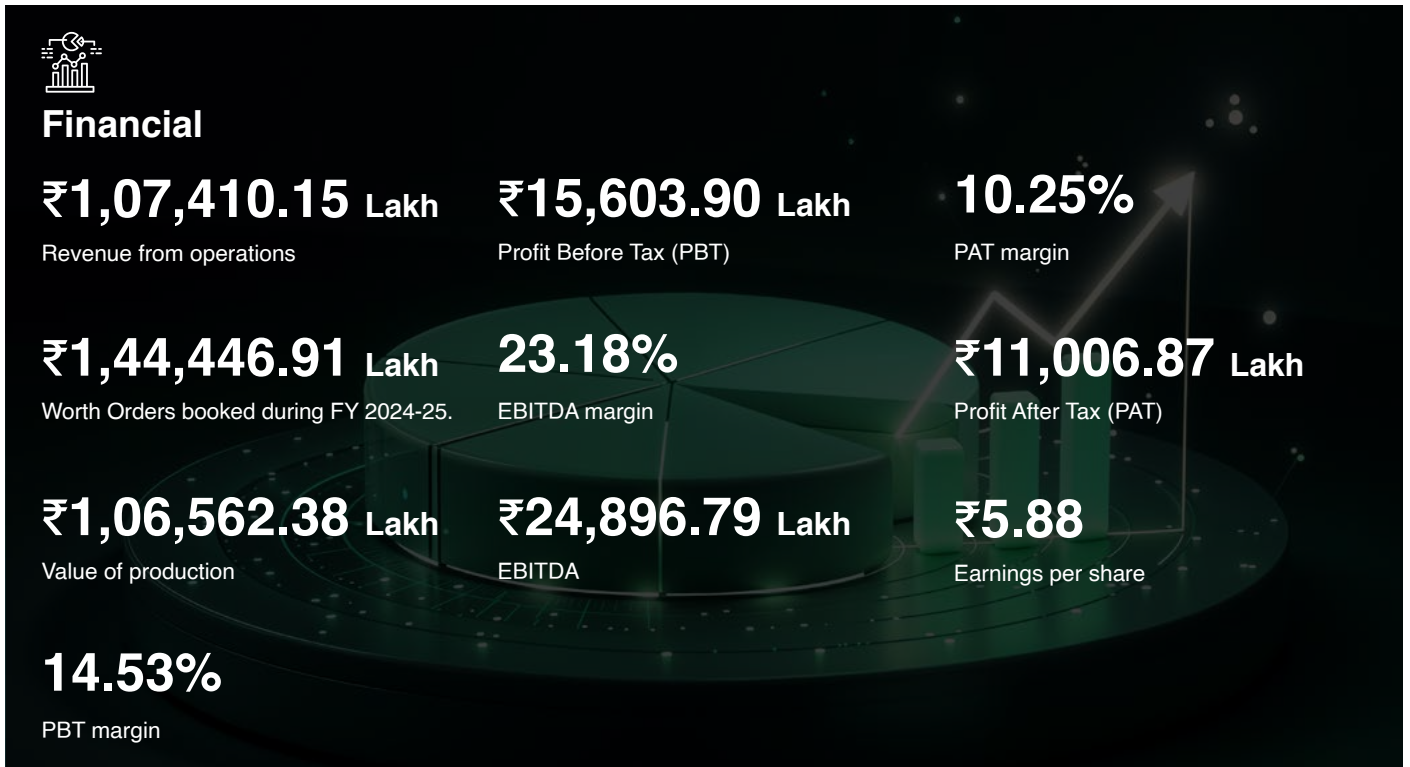 Financial
₹1,07,410.15 Lakh
Revenue from operations
₹15,603.90 Lakh
Profit Before Tax (PBT)
10.25%
PAT margin
₹1,44,446.91 Lakh
Worth Orders booked during FY 2024-25.
23.18%
EBITDA margin
₹11,006.87 Lakh
Profit After Tax (PAT)
₹1,06,562.38 Lakh
Value of production
₹24,896.79 Lakh
EBITDA
₹5.88
Earnings per share
14.53%
PBT margin